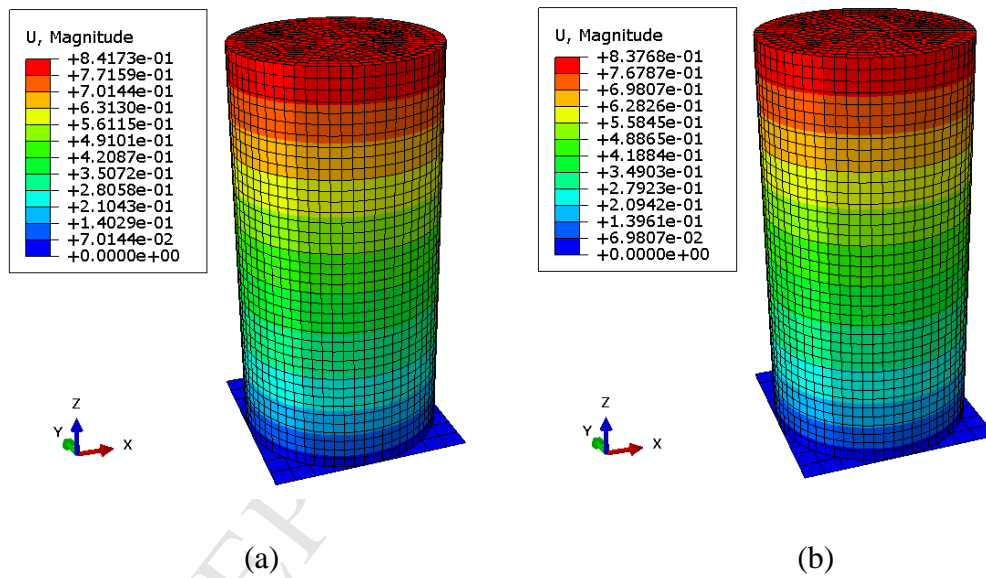 U, Magnitude
+8.4173e-01
+7.7159e-01
+7.0144e-01
+6.3130e-01
+5.6115e-01
+4.9101e-01
+4.2087e-01
+3.5072e-01
+2.8058e-01
+2.1043e-01
+1.4029e-01
+7.0144e-02
+0.0000e+00
Z
Y
X
(a)
U, Magnitude
+8.3768e-01
+7.6787e-01
+6.9807e-01
+6.2826e-01
+5.5845e-01
+4.8865e-01
+4.1884e-01
+3.4903e-01
+2.7923e-01
+2.0942e-01
+1.3961e-01
+6.9807e-02
+0.0000e+00
Z
Y
X
(b)